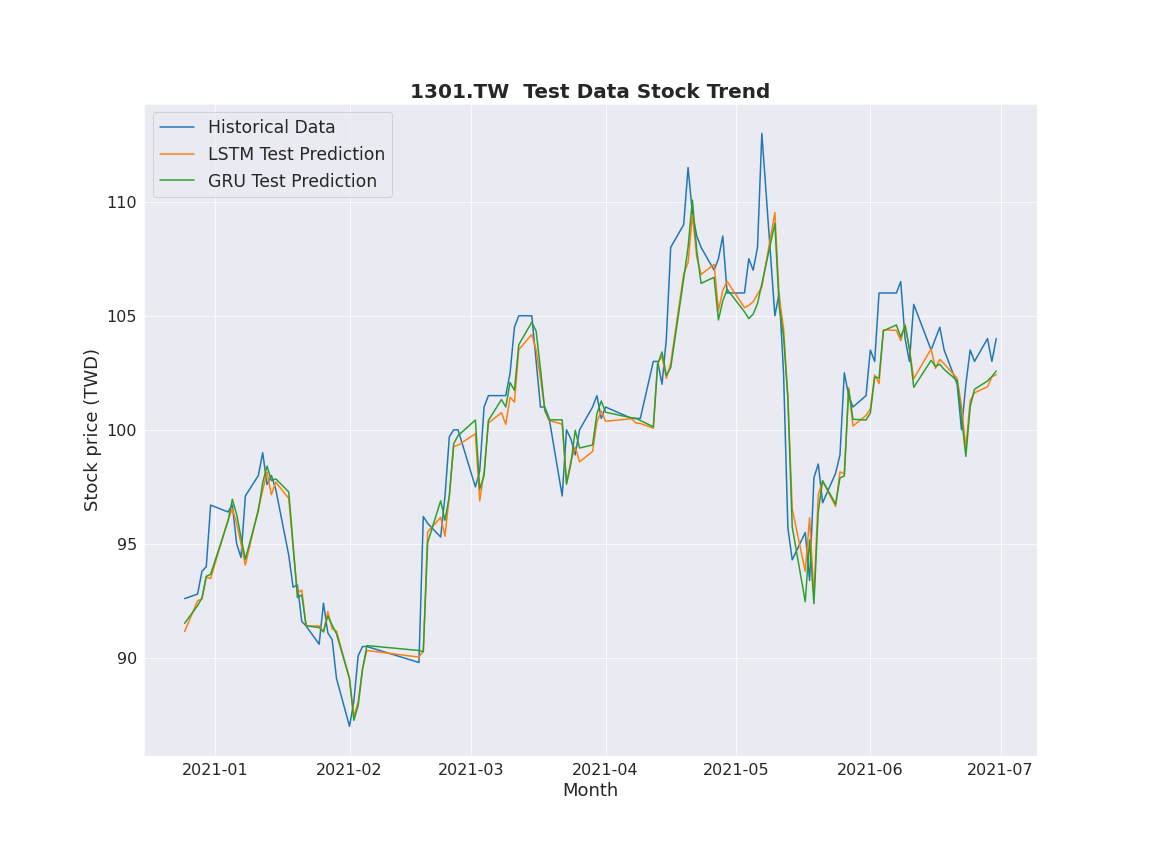 1301.TW  Test Data Stock Trend
Historical Data
LSTM Test Prediction
GRU Test Prediction
Stock price (TWD)
110
105
100
95
90
2021-01
2021-02
2021-03
2021-04
2021-05
2021-06
2021-07
Month